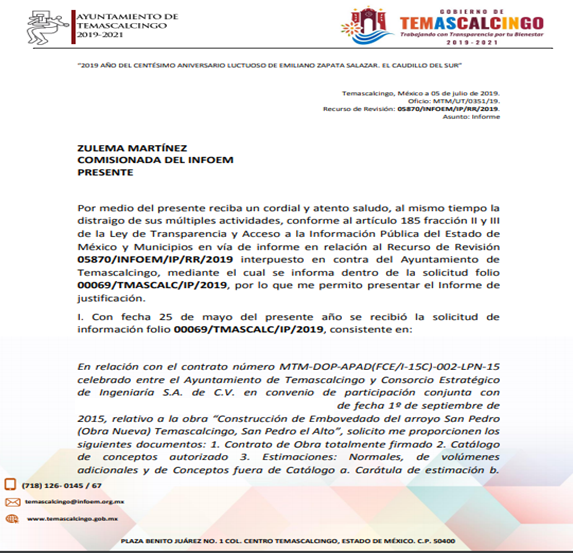 AYUNTAMIENTO DE
TEMASCALCINGO
2019-2021
GOBIERNO DE
TEMASCALCINGO
Trabajando con Transparencia por tu Bienestar
2019-2021
"2019 AÑO DEL CENTÉSIMO ANIVERSARIO LUCTUOSO DE EMILIANO ZAPATA SALAZAR. EL CAUDILLO DEL SUR"
Temascalcingo, México a 05 de julio de 2019.
Oficio: MTM/UT/0351/19.
Recurso de Revisión: 05870/INFOEM/IP/RR/2019.
Asunto: Informe
ZULEMA MARTÍNEZ
COMISIONADA DEL INFOEM
PRESENTE
Por medio del presente reciba un cordial y atento saludo, al mismo tiempo la
distraigo de sus múltiples actividades, conforme al artículo 185 fracción II y III
de la Ley de Transparencia y Acceso a la Información Pública del Estado de
México y Municipios en vía de informe en relación al Recurso de Revisión
05870/INFOEM/IP/RR/2019 interpuesto en contra del Ayuntamiento de
Temascalcingo, mediante el cual se informa dentro de la solicitud folio
00069/TMASCALC/IP/2019, por lo que me permito presentar el Informe de
justificación.
I. Con fecha 25 de mayo del presente año se recibió la solicitud de
información folio 00069/TMASCALC/IP/2019, consistente en:
En relación con el contrato número MTM-DOP-APAD(FCE/I-15C)-002-LPN-15
celebrado entre el Ayuntamiento de Temascalcingo y Consorcio Estratégico
de Ingeniaría S.A. de C.V. en convenio de participación conjunta con
de fecha 1º de septiembre de
2015, relativo a la obra "Construcción de Embovedado del arroyo San Pedro
(Obra Nueva) Temascalcingo, San Pedro el Alto", solicito me proporcionen los
siguientes documentos: 1. Contrato de Obra totalmente firmado 2. Catálogo
de conceptos autorizado 3. Estimaciones: Normales, de volúmenes
adicionales y de Conceptos fuera de Catálogo a. Carátula de estimación b.
(718) 126- 0145 / 67
temascalcingo@infoem.org.mx
www.temascalcingo.gob.mx
PLAZA BENITO JUÁREZ NO. 1 COL. CENTRO TEMASCALCINGO, ESTADO DE MÉXICO. C.P. 50400